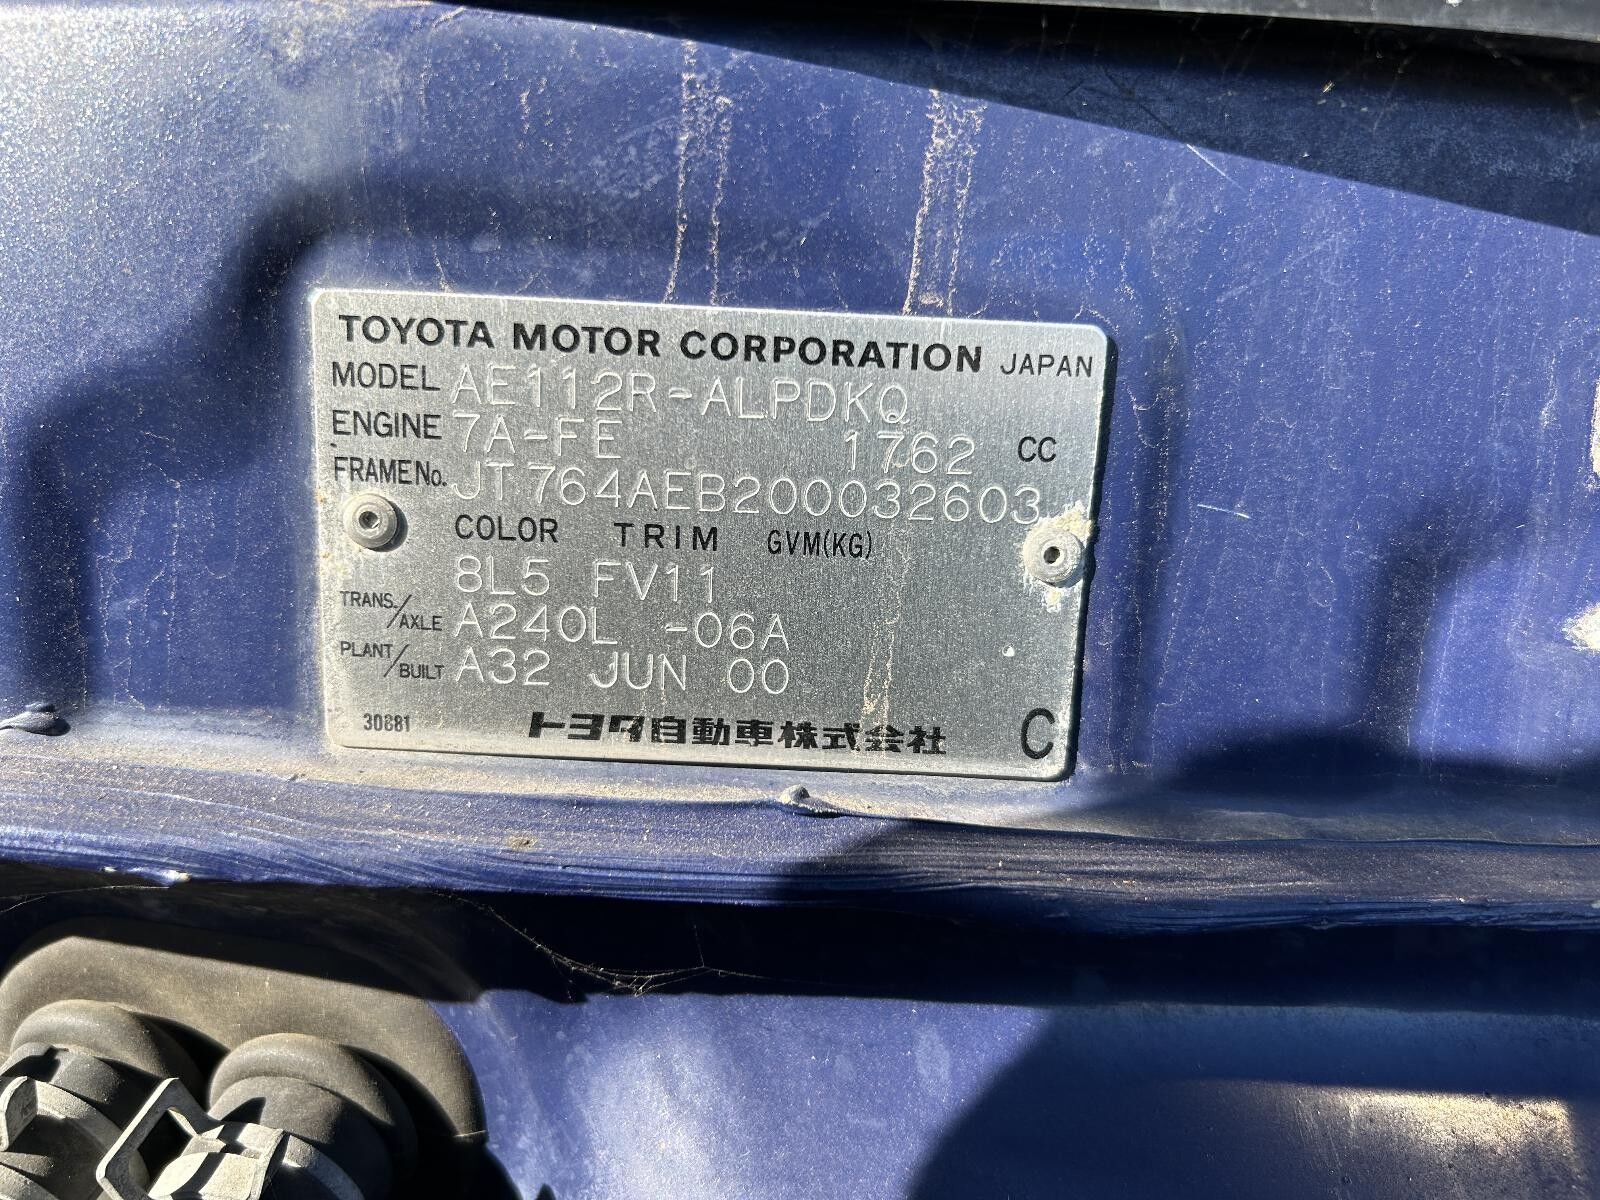 TOYOTA MOTOR CORPORATION JAPAN
MODEL AE112R-ALPDKQ
ENGINE 7A-FE 1762 CC
FRAME No. JT764AEB200032603
COLOR TRIM GVM(KG)
8L5 FV11
TRANS./AXLE A240L -06A
PLANT/BUILT A32 JUN 00
30881 トヨタ自動車株式会社 C